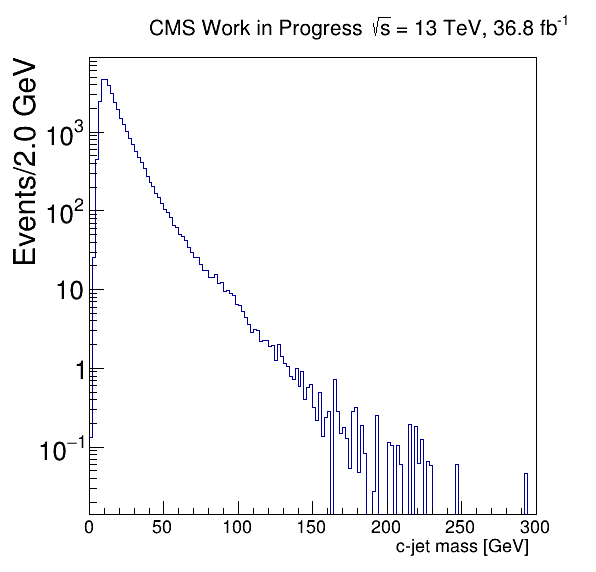 CMS Work in Progress √s = 13 TeV, 36.8 fb⁻¹
Events/2.0 GeV
10³
10²
10
1
10⁻¹
0 50 100 150 200 250 300
c-jet mass [GeV]